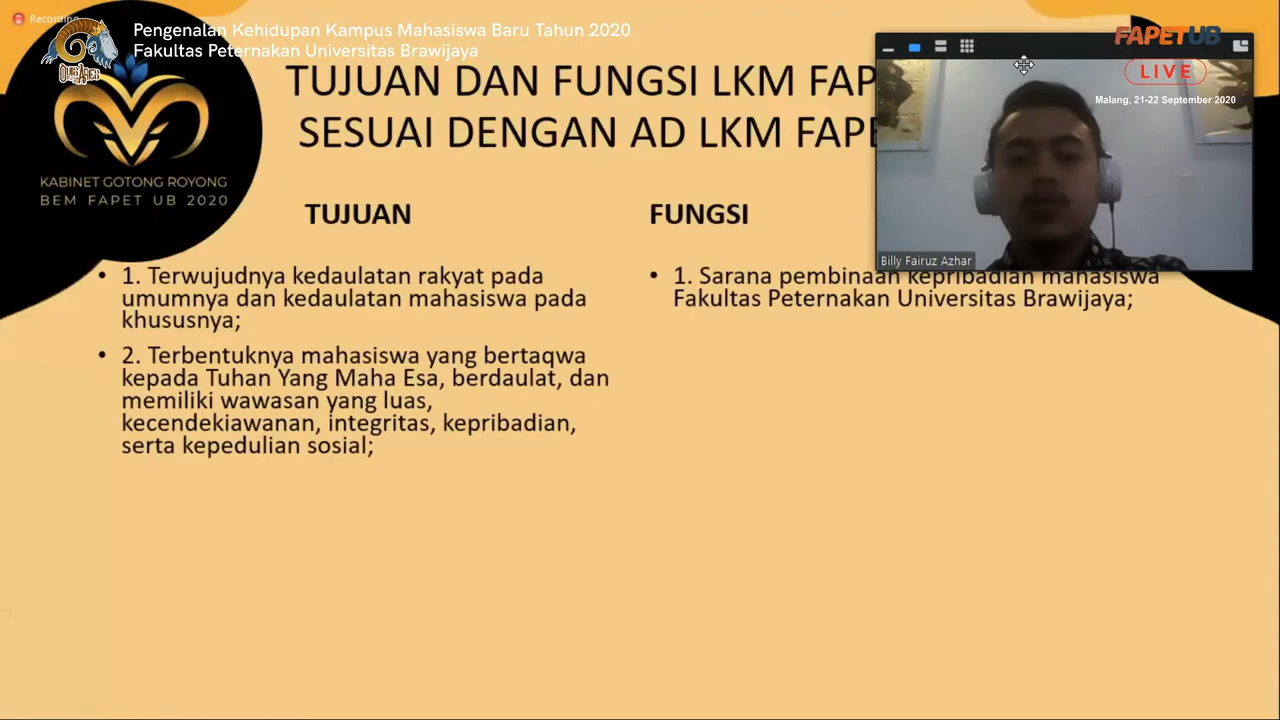 Recording
Pengenalan Kehidupan Kampus Mahasiswa Baru Tahun 2020
Fakultas Peternakan Universitas Brawijaya
FAPETUB
LIVE
Malang, 21-22 September 2020
TUJUAN DAN FUNGSI LKM FAP
SESUAI DENGAN AD LKM FAPE
KABINET GOTONG ROYONG
BEM FAPET UB 2020
Billy Fairuz Azhar
TUJUAN
• 1. Terwujudnya kedaulatan rakyat pada
umumnya dan kedaulatan mahasiswa pada
khususnya;
• 2. Terbentuknya mahasiswa yang bertaqwa
kepada Tuhan Yang Maha Esa, berdaulat, dan
memiliki wawasan yang luas,
kecendekiawanan, integritas, kepribadian,
serta kepedulian sosial;
FUNGSI
• 1. Sarana pembinaan kepribadian mahasiswa
Fakultas Peternakan Universitas Brawijaya;